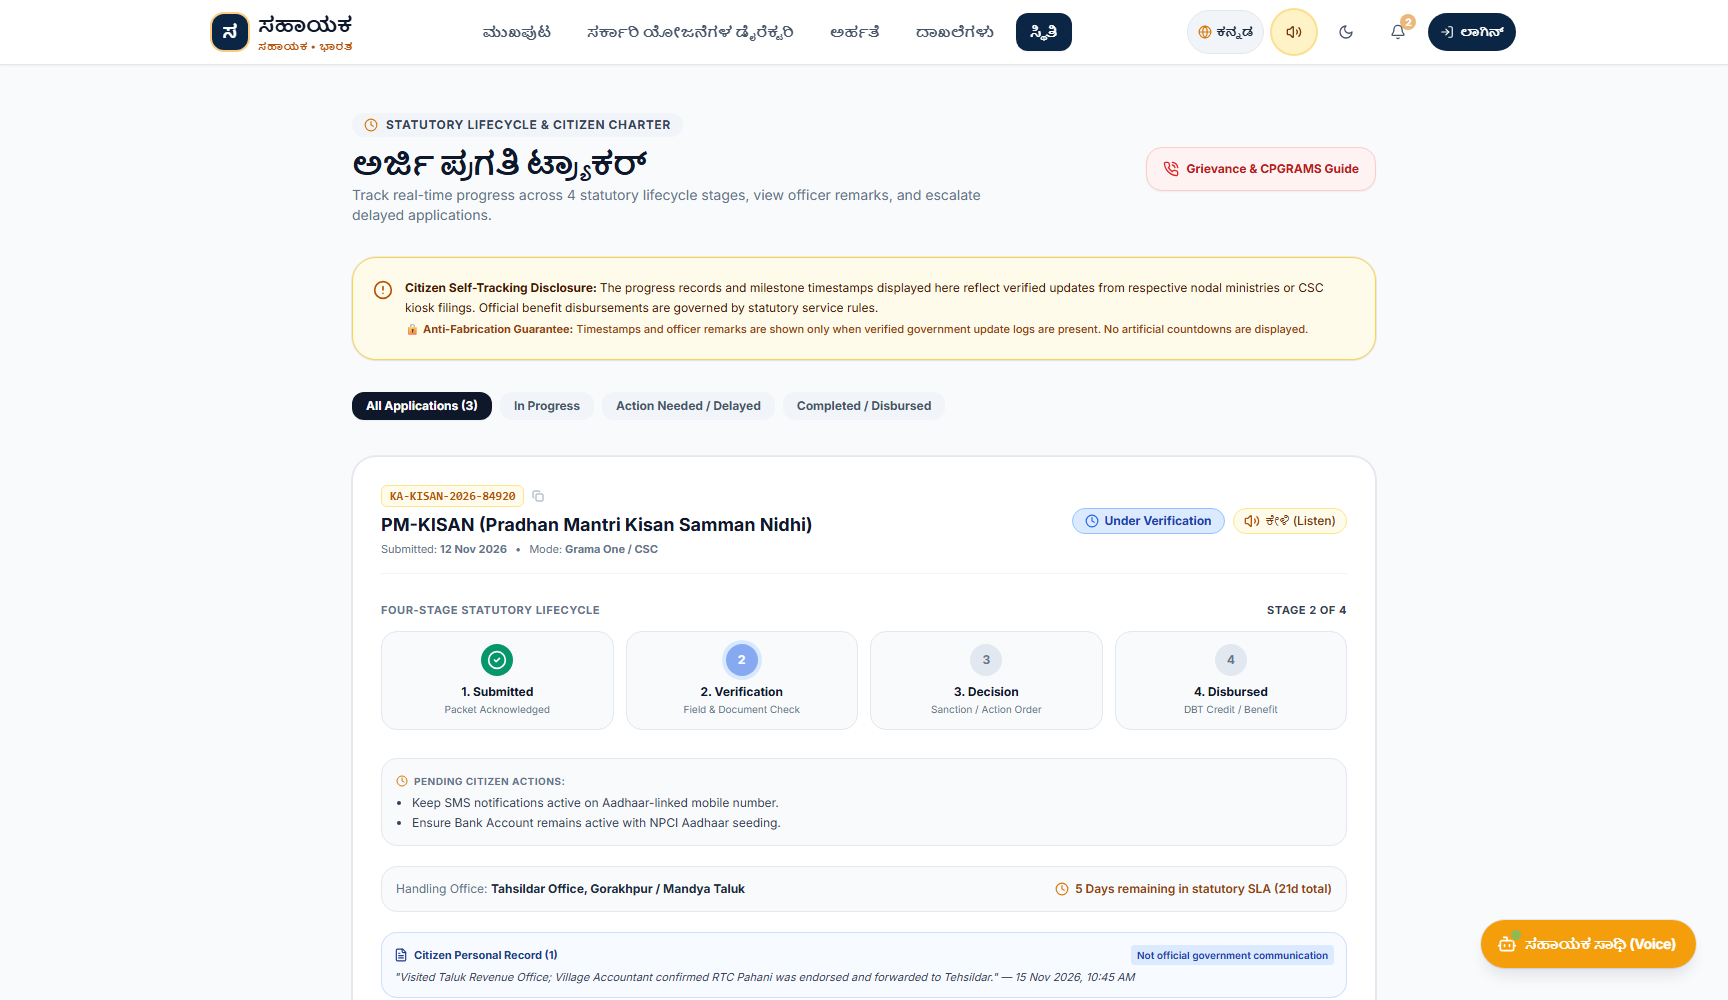 ಸ
ಸಹಾಯಕ
ಸಹಾಯಕ • ಭಾರತ
ಮುಖಪುಟ
ಸರ್ಕಾರಿ ಯೋಜನೆಗಳ ಡೈರೆಕ್ಟರಿ
ಅರ್ಹತೆ
ದಾಖಲೆಗಳು
ಸ್ಥಿತಿ
ಕನ್ನಡ
2
ಲಾಗಿನ್
STATUTORY LIFECYCLE & CITIZEN CHARTER
ಅರ್ಜಿ ಪ್ರಗತಿ ಟ್ರ್ಯಾಕರ್
Track real-time progress across 4 statutory lifecycle stages, view officer remarks, and escalate
delayed applications.
Grievance & CPGRAMS Guide
Citizen Self-Tracking Disclosure: The progress records and milestone timestamps displayed here reflect verified updates from respective nodal ministries or CSC
kiosk filings. Official benefit disbursements are governed by statutory service rules.
Anti-Fabrication Guarantee: Timestamps and officer remarks are shown only when verified government update logs are present. No artificial countdowns are displayed.
All Applications (3)
In Progress
Action Needed / Delayed
Completed / Disbursed
KA-KISAN-2026-84920
PM-KISAN (Pradhan Mantri Kisan Samman Nidhi)
Submitted: 12 Nov 2026 • Mode: Grama One / CSC
Under Verification
ಕೇಳಿ (Listen)
FOUR-STAGE STATUTORY LIFECYCLE
STAGE 2 OF 4
1. Submitted
Packet Acknowledged
2
2. Verification
Field & Document Check
3
3. Decision
Sanction / Action Order
4
4. Disbursed
DBT Credit / Benefit
PENDING CITIZEN ACTIONS:
• Keep SMS notifications active on Aadhaar-linked mobile number.
• Ensure Bank Account remains active with NPCI Aadhaar seeding.
Handling Office: Tahsildar Office, Gorakhpur / Mandya Taluk
5 Days remaining in statutory SLA (21d total)
Citizen Personal Record (1)
Not official government communication
"Visited Taluk Revenue Office; Village Accountant confirmed RTC Pahani was endorsed and forwarded to Tehsildar." — 15 Nov 2026, 10:45 AM
ಸಹಾಯಕ ಸಾಥಿ (Voice)